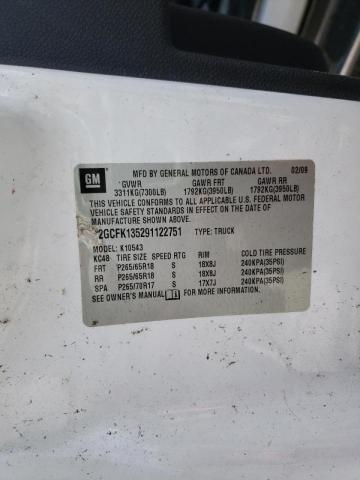 GM
MFD BY GENERAL MOTORS OF CANADA LTD. 02/09
GVWR GAWR FRT GAWR RR
3311KG(7300LB) 1792KG(3950LB) 1792KG(3950LB)
THIS VEHICLE CONFORMS TO ALL APPLICABLE U.S. FEDERAL MOTOR
VEHICLE SAFETY STANDARDS IN EFFECT ON THE DATE OF
MANUFACTURE SHOWN ABOVE.
2GCFK135291122751 TYPE: TRUCK
MODEL: K10543
KC48 TIRE SIZE SPEED RTG RIM COLD TIRE PRESSURE
FRT P265/65R18 S 18X8J 240KPA(35PSI)
RR P265/65R18 S 18X8J 240KPA(35PSI)
SPA P265/70R17 S 17X7J 240KPA(35PSI)
SEE OWNER'S MANUAL FOR MORE INFORMATION.